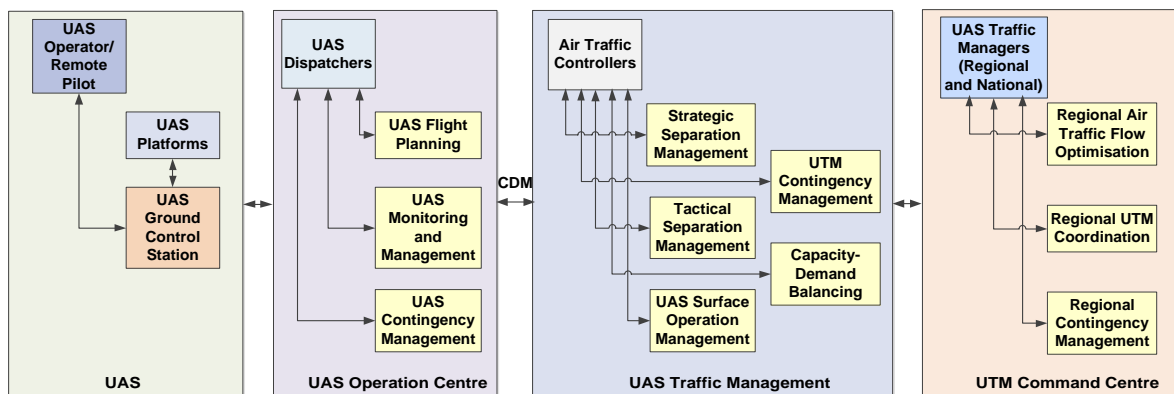 UAS
Operator/
Remote
Pilot
UAS
Platforms
UAS
Ground
Control
Station
UAS
UAS
Dispatchers
UAS Flight
Planning
UAS
Monitoring
and
Management
UAS
Contingency
Management
UAS Operation Centre
CDM
Air Traffic
Controllers
Strategic
Separation
Management
UTM
Contingency
Management
Tactical
Separation
Management
Capacity-
Demand
Balancing
UAS Surface
Operation
Management
UAS Traffic Management
UAS Traffic
Managers
(Regional
and National)
Regional Air
Traffic Flow
Optimisation
Regional UTM
Coordination
Regional
Contingency
Management
UTM Command Centre